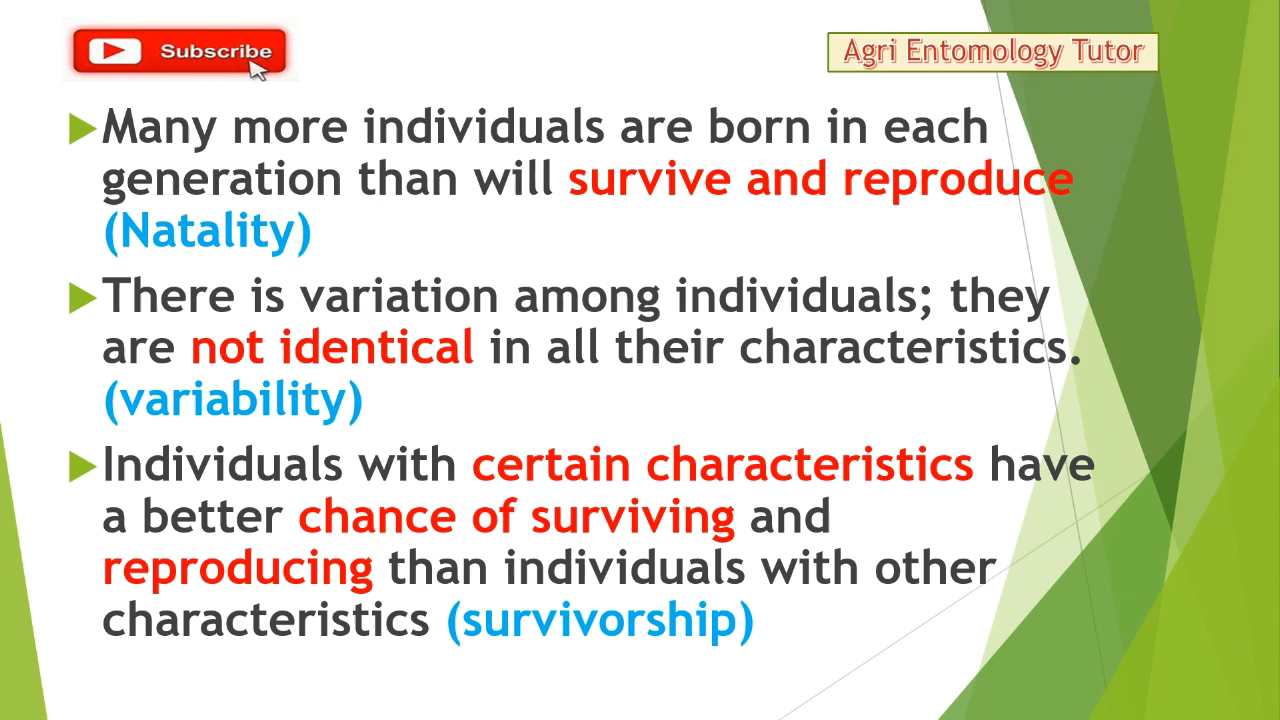 Subscribe
Agri Entomology Tutor
Many more individuals are born in each
generation than will survive and reproduce
(Natality)
There is variation among individuals; they
are not identical in all their characteristics.
(variability)
Individuals with certain characteristics have
a better chance of surviving and
reproducing than individuals with other
characteristics (survivorship)